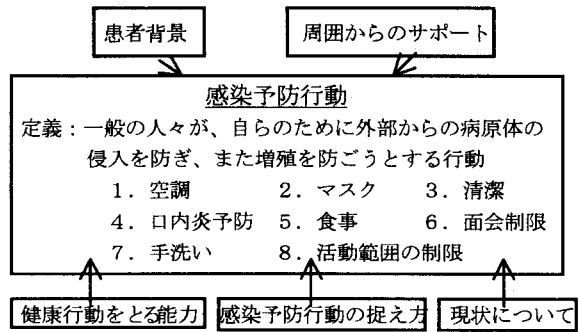 患者背景　周囲からのサポート
感染予防行動
定義：一般の人々が、自らのために外部からの病原体の
侵入を防ぎ、また増殖を防ごうとする行動
1．空調　2．マスク　3．清潔
4．口内炎予防　5．食事　6．面会制限
7．手洗い　8．活動範囲の制限
健康行動をとる能力　感染予防行動の捉え方　現状について